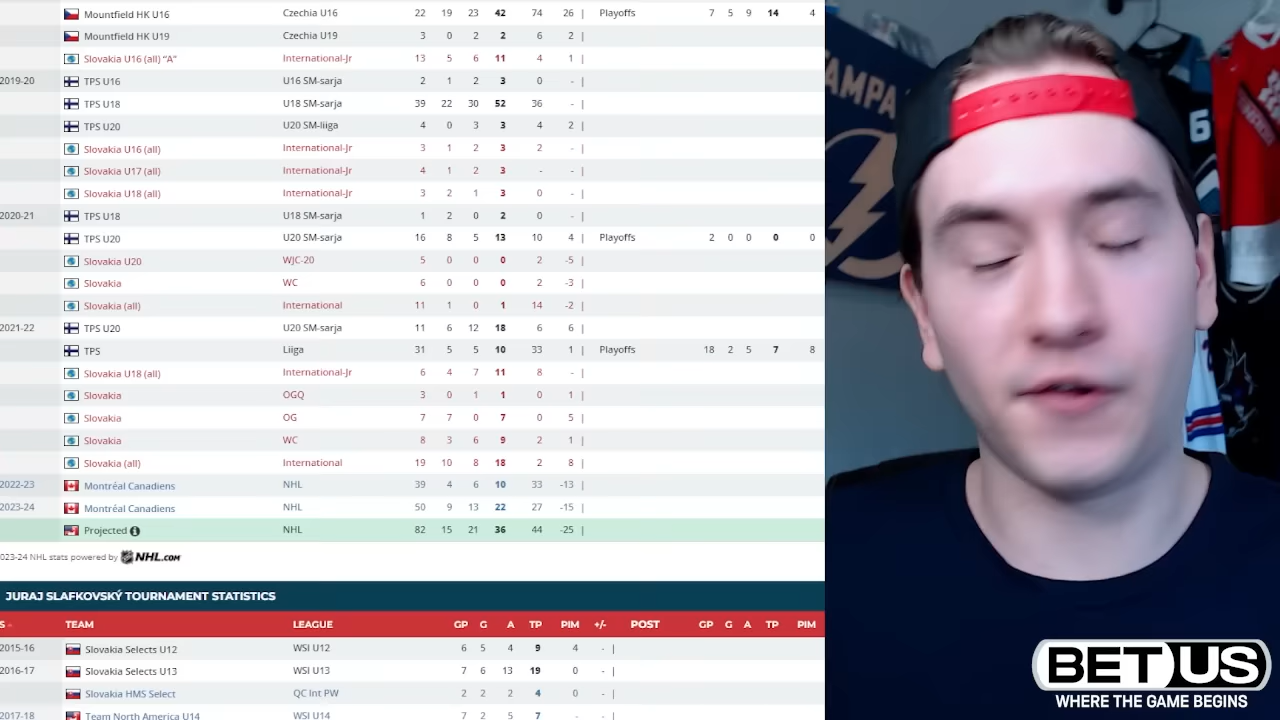 Mountfield HK U16 Czechia U16 22 19 23 42 74 26 | Playoffs 7 5 9 14 4
Mountfield HK U19 Czechia U19 3 0 2 2 6 2 |
Slovakia U16 (all) “A” International-Jr 13 5 6 11 4 1 |
2019-20 TPS U16 U16 SM-sarja 2 1 2 3 0 - |
TPS U18 U18 SM-sarja 39 22 30 52 36 - |
TPS U20 U20 SM-liiga 4 0 3 3 4 2 |
Slovakia U16 (all) International-Jr 3 1 2 3 2 - |
Slovakia U17 (all) International-Jr 4 1 2 3 - - |
Slovakia U18 (all) International-Jr 3 2 1 3 0 - |
2020-21 TPS U18 U18 SM-sarja 1 2 0 2 0 - |
TPS U20 U20 SM-sarja 16 8 5 13 10 4 | Playoffs 2 0 0 0 0
Slovakia U20 WJC-20 5 0 0 0 2 -5 |
Slovakia WC 6 0 0 0 2 -3 |
Slovakia (all) International 11 1 0 1 14 -2 |
2021-22 TPS U20 U20 SM-sarja 11 6 12 18 6 6 |
TPS Liiga 31 5 5 10 33 1 | Playoffs 18 2 5 7 8
Slovakia U18 (all) International-Jr 6 4 7 11 8 - |
Slovakia OGQ 3 0 1 1 0 1 |
Slovakia OG 7 7 0 7 0 5 |
Slovakia WC 8 3 6 9 2 1 |
Slovakia (all) International 19 10 8 18 2 8 |
2022-23 Montréal Canadiens NHL 39 4 6 10 33 -13 |
2023-24 Montréal Canadiens NHL 50 9 13 22 27 -15 |
Projected NHL 82 15 21 36 44 -25 |
023-24 NHL stats powered by NHL.COM
JURAJ SLAFKOVSKÝ TOURNAMENT STATISTICS
S TEAM LEAGUE GP G A TP PIM +/- POST GP G A TP PIM
2015-16 Slovakia Selects U12 WSI U12 6 5 4 9 4 - |
2016-17 Slovakia Selects U13 WSI U13 7 6 13 19 0 - |
Slovakia HMS Select QC Int PW 2 2 2 4 0 - |
2017-18 Team North America U14 WSI U14 7 2 5 7 - - |
AMPA
6
BETUS
WHERE THE GAME BEGINS